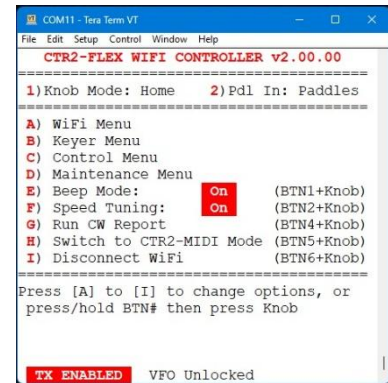 COM11 - Tera Term VT
File Edit Setup Control Window Help
CTR2-FLEX WIFI CONTROLLER v2.00.00
========================================
1)Knob Mode: Home 2)Pdl In: Paddles
========================================
A) WiFi Menu
B) Keyer Menu
C) Control Menu
D) Maintenance Menu
E) Beep Mode: On (BTN1+Knob)
F) Speed Tuning: On (BTN2+Knob)
G) Run CW Report (BTN4+Knob)
H) Switch to CTR2-MIDI Mode (BTN5+Knob)
I) Disconnect WiFi (BTN6+Knob)
========================================
Press [A] to [I] to change options, or
press/hold BTN# then press Knob
TX ENABLED VFO Unlocked